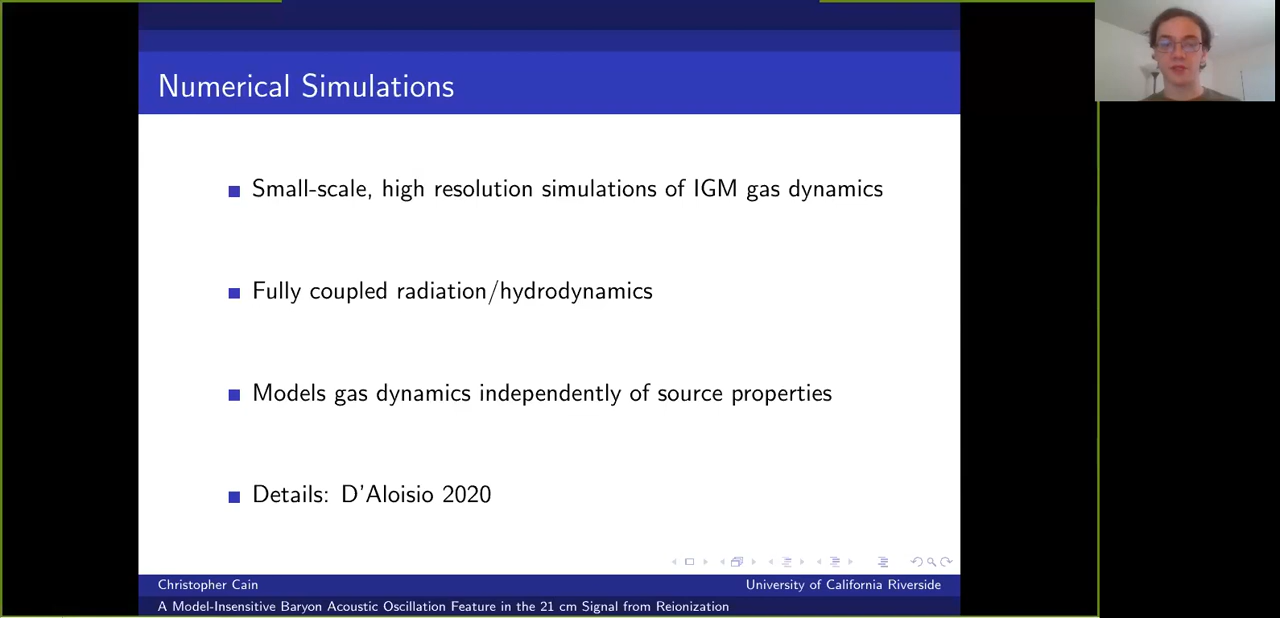 Numerical Simulations
Small-scale, high resolution simulations of IGM gas dynamics
Fully coupled radiation/hydrodynamics
Models gas dynamics independently of source properties
Details: D'Aloisio 2020
Christopher Cain
University of California Riverside
A Model-Insensitive Baryon Acoustic Oscillation Feature in the 21 cm Signal from Reionization